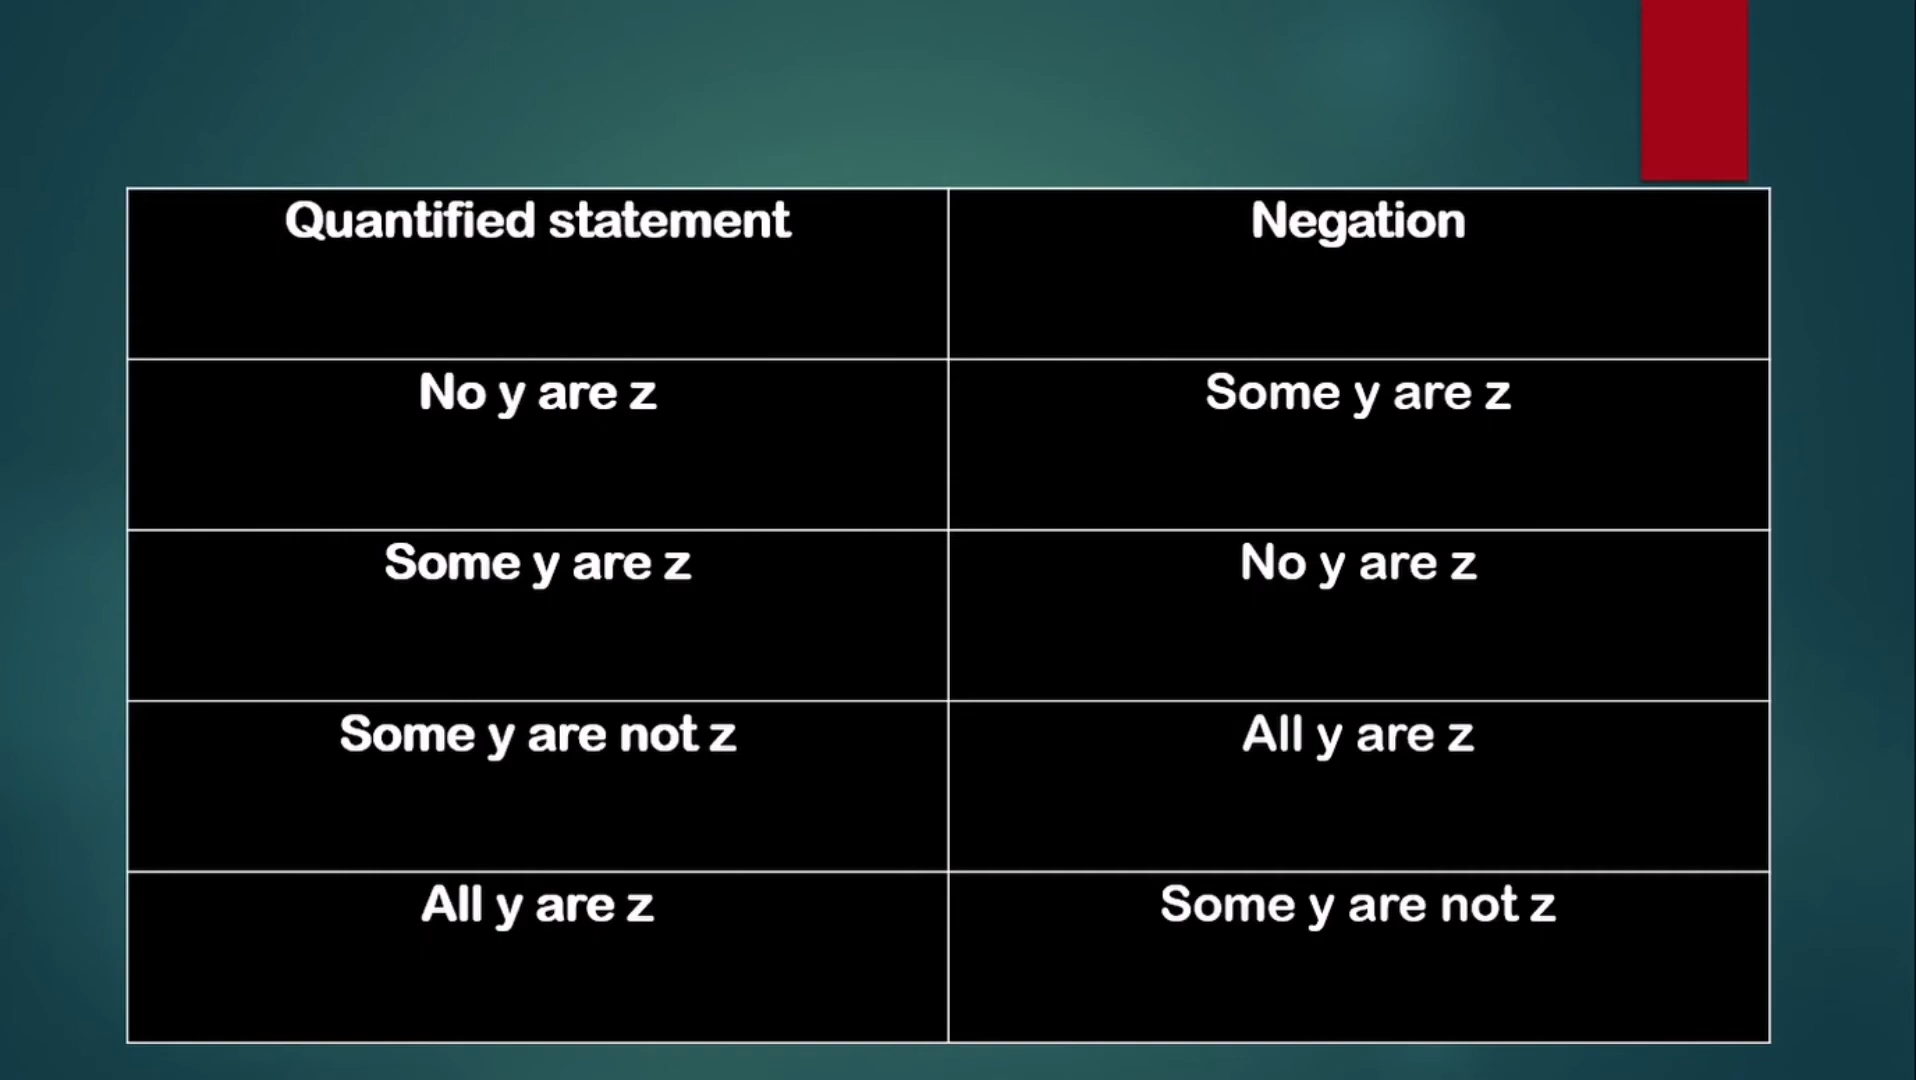 Quantified statement
Negation
No y are z
Some y are z
Some y are z
No y are z
Some y are not z
All y are z
All y are z
Some y are not z